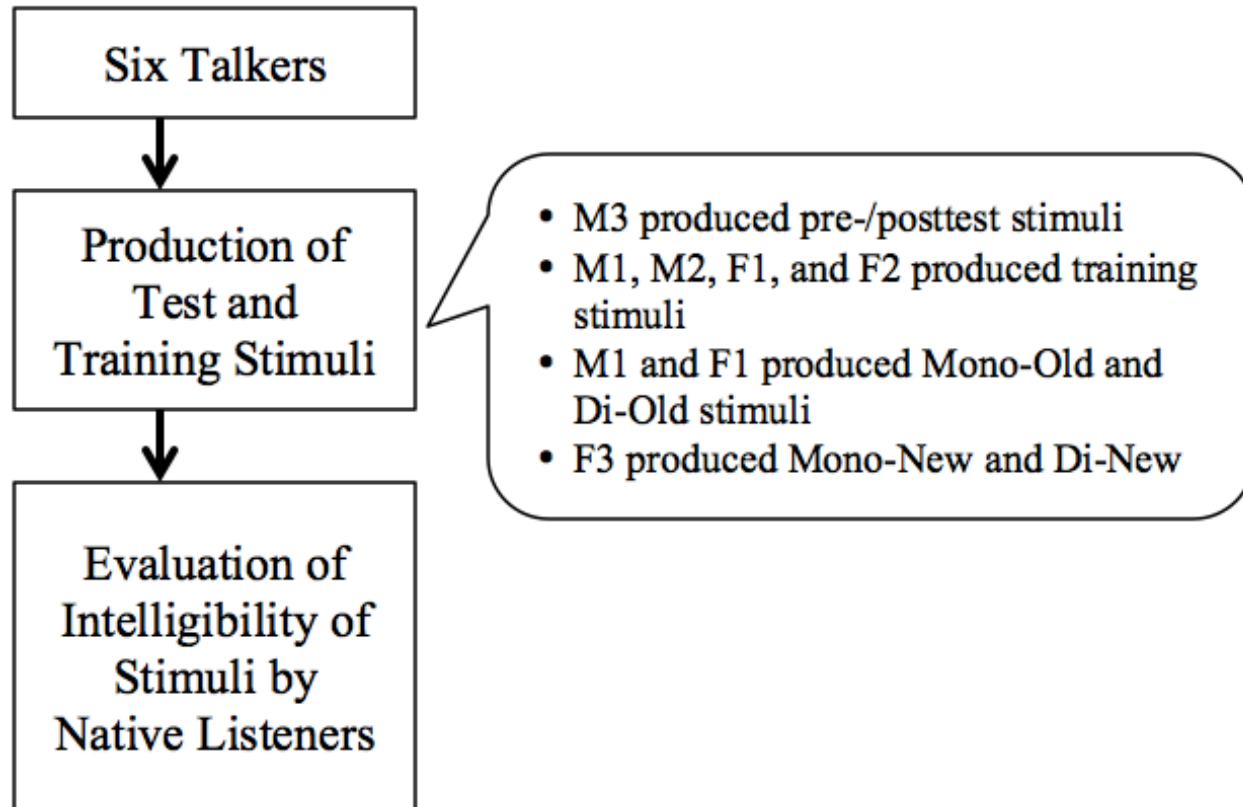 Six Talkers
Production of
Test and
Training Stimuli
• M3 produced pre-/posttest stimuli
• M1, M2, F1, and F2 produced training
stimuli
• M1 and F1 produced Mono-Old and
Di-Old stimuli
• F3 produced Mono-New and Di-New
Evaluation of
Intelligibility of
Stimuli by
Native Listeners